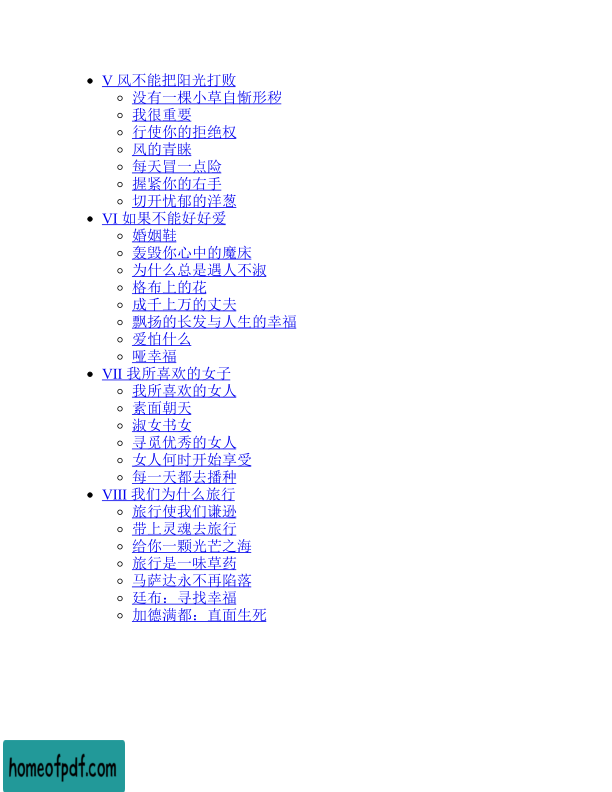 V 风不能把阳光打败
没有一棵小草自惭形秽
我很重要
行使你的拒绝权
风的青睐
每天冒一点险
握紧你的右手
切开忧郁的洋葱
VI 如果不能好好爱
婚姻鞋
轰毁你心中的魔床
为什么总是遇人不淑
格布上的花
成千上万的丈夫
飘扬的长发与人生的幸福
爱怕什么
哑幸福
VII 我所喜欢的女子
我所喜欢的女人
素面朝天
淑女书女
寻觅优秀的女人
女人何时开始享受
每一天都去播种
VIII 我们为什么旅行
旅行使我们谦逊
带上灵魂去旅行
给你一颗光芒之海
旅行是一味草药
马萨达永不再陷落
廷布：寻找幸福
加德满都：直面生死
homeofpdf.com